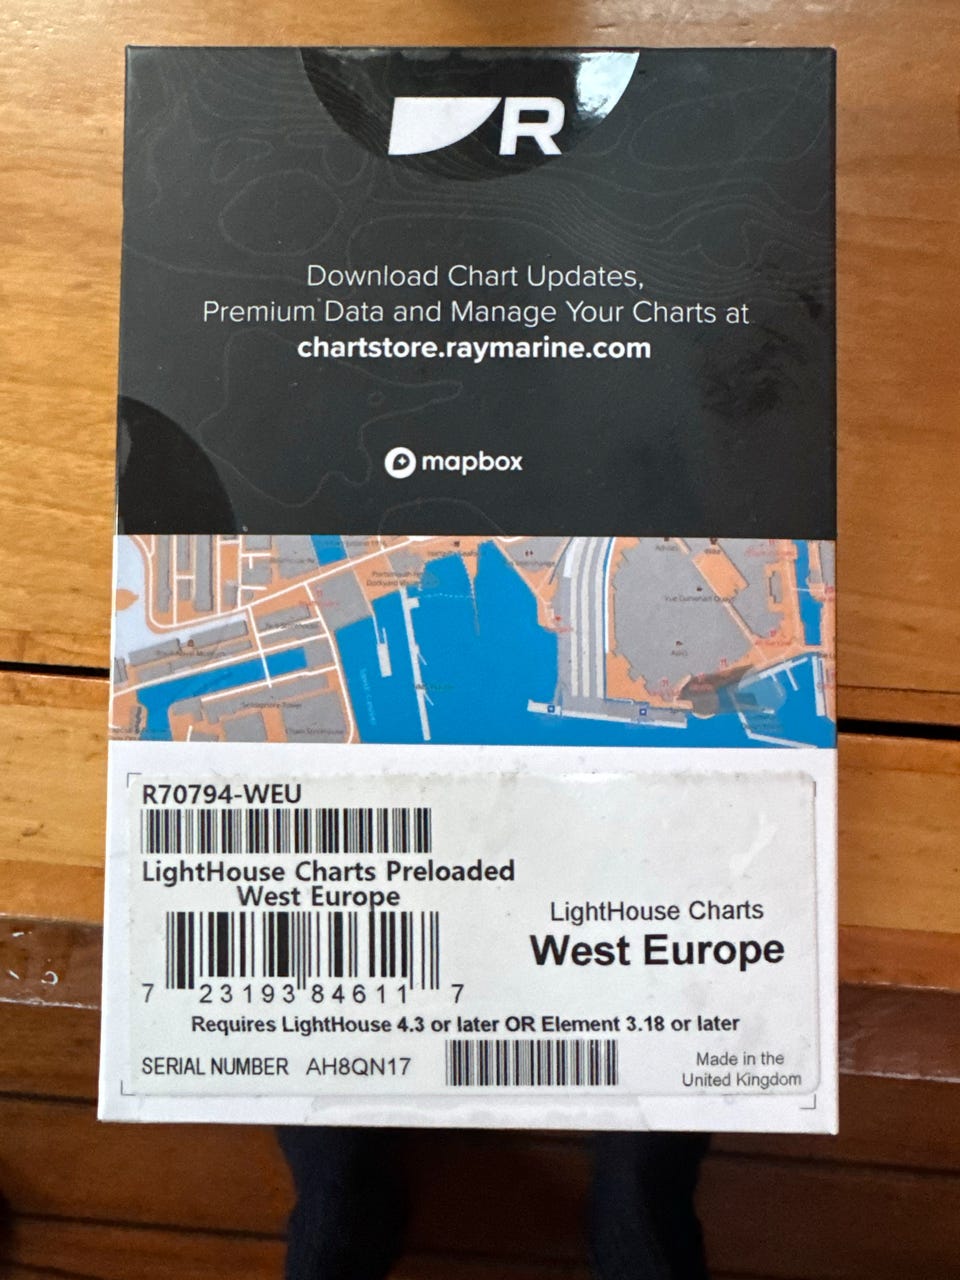 R
Download Chart Updates,
Premium Data and Manage Your Charts at
chartstore.raymarine.com
mapbox
Semaphore Tower
R70794-WEU
LightHouse Charts Preloaded
West Europe
7 23193 84611 7
LightHouse Charts
West Europe
Requires LightHouse 4.3 or later OR Element 3.18 or later
SERIAL NUMBER AH8QN17
Made in the
United Kingdom